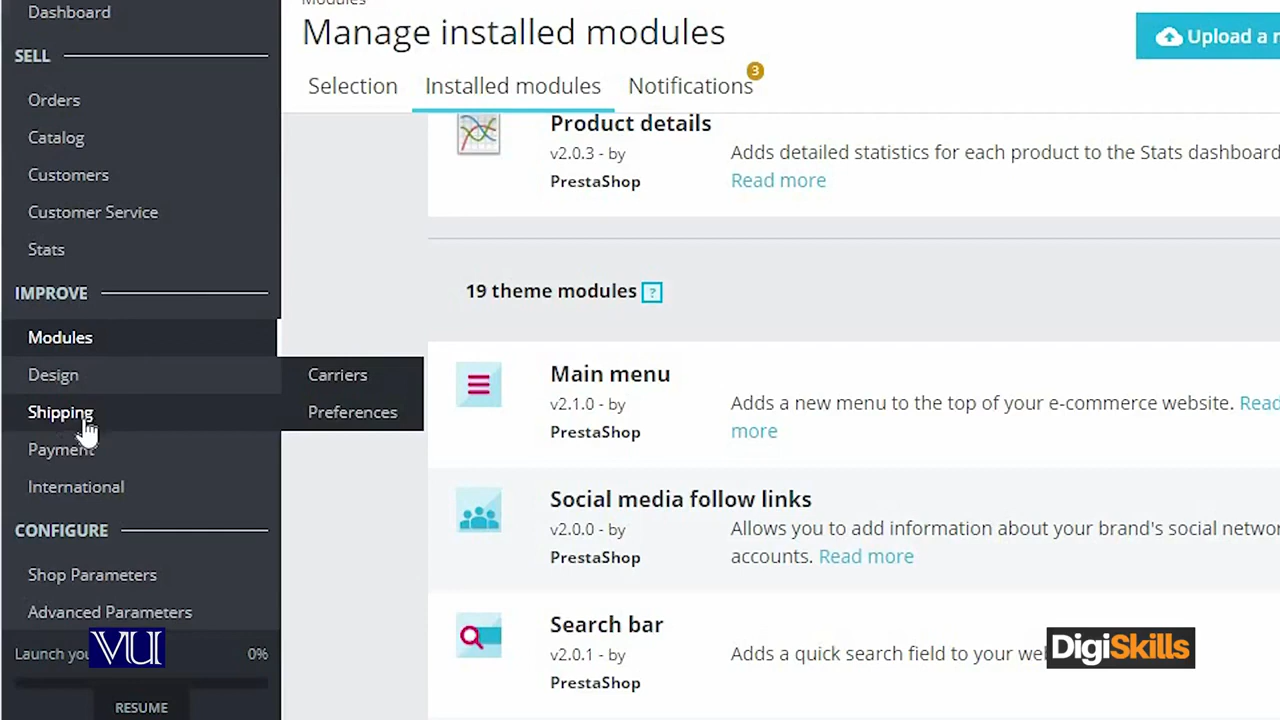 Dashboard
SELL
Orders
Catalog
Customers
Customer Service
Stats
IMPROVE
Modules
Design
Shipping
Payment
International
CONFIGURE
Shop Parameters
Advanced Parameters
Launch
0%
RESUME
Carriers
Preferences
Modules
Manage installed modules
Upload a
Selection
Installed modules
Notifications
3
Product details
v2.0.3 - by
PrestaShop
Adds detailed statistics for each product to the Stats dashboard
Read more
19 theme modules ?
Main menu
v2.1.0 - by
PrestaShop
Adds a new menu to the top of your e-commerce website. Read
more
Social media follow links
v2.0.0 - by
PrestaShop
Allows you to add information about your brand's social
accounts. Read more
Search bar
v2.0.1 - by
PrestaShop
Adds a quick search field to your
VU
DigiSkills